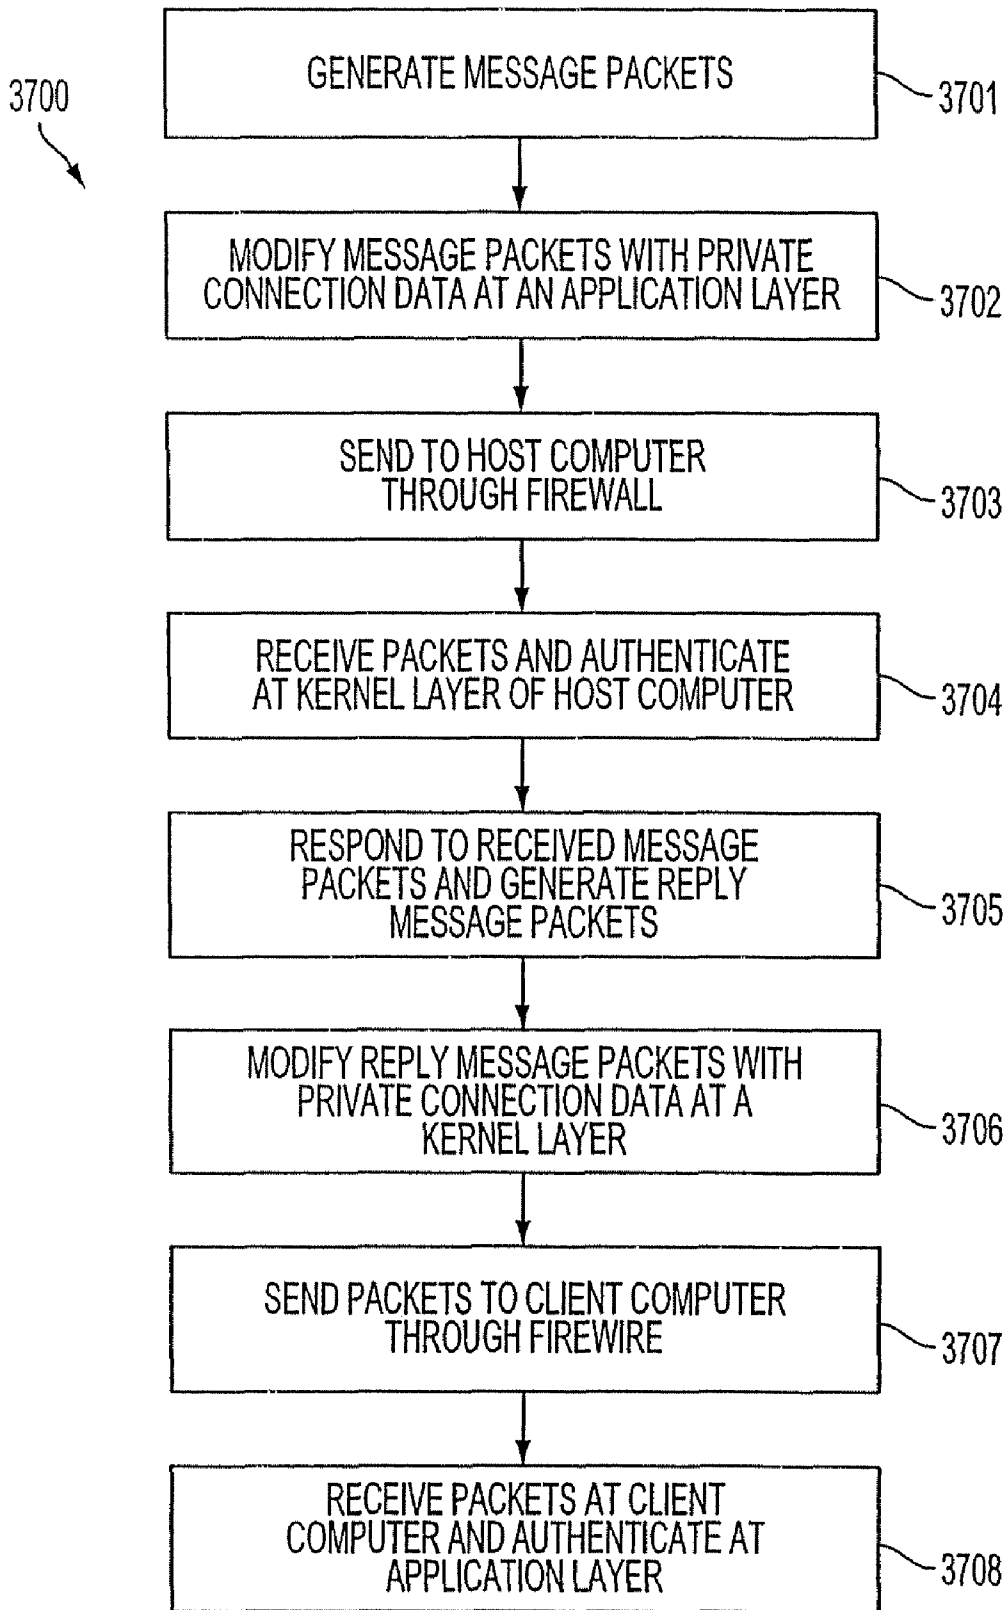 3700
GENERATE MESSAGE PACKETS
3701
MODIFY MESSAGE PACKETS WITH PRIVATE
CONNECTION DATA AT AN APPLICATION LAYER
3702
SEND TO HOST COMPUTER
THROUGH FIREWALL
3703
RECEIVE PACKETS AND AUTHENTICATE
AT KERNEL LAYER OF HOST COMPUTER
3704
RESPOND TO RECEIVED MESSAGE
PACKETS AND GENERATE REPLY
MESSAGE PACKETS
3705
MODIFY REPLY MESSAGE PACKETS WITH
PRIVATE CONNECTION DATA AT A
KERNEL LAYER
3706
SEND PACKETS TO CLIENT COMPUTER
THROUGH FIREWIRE
3707
RECEIVE PACKETS AT CLIENT
COMPUTER AND AUTHENTICATE AT
APPLICATION LAYER
3708